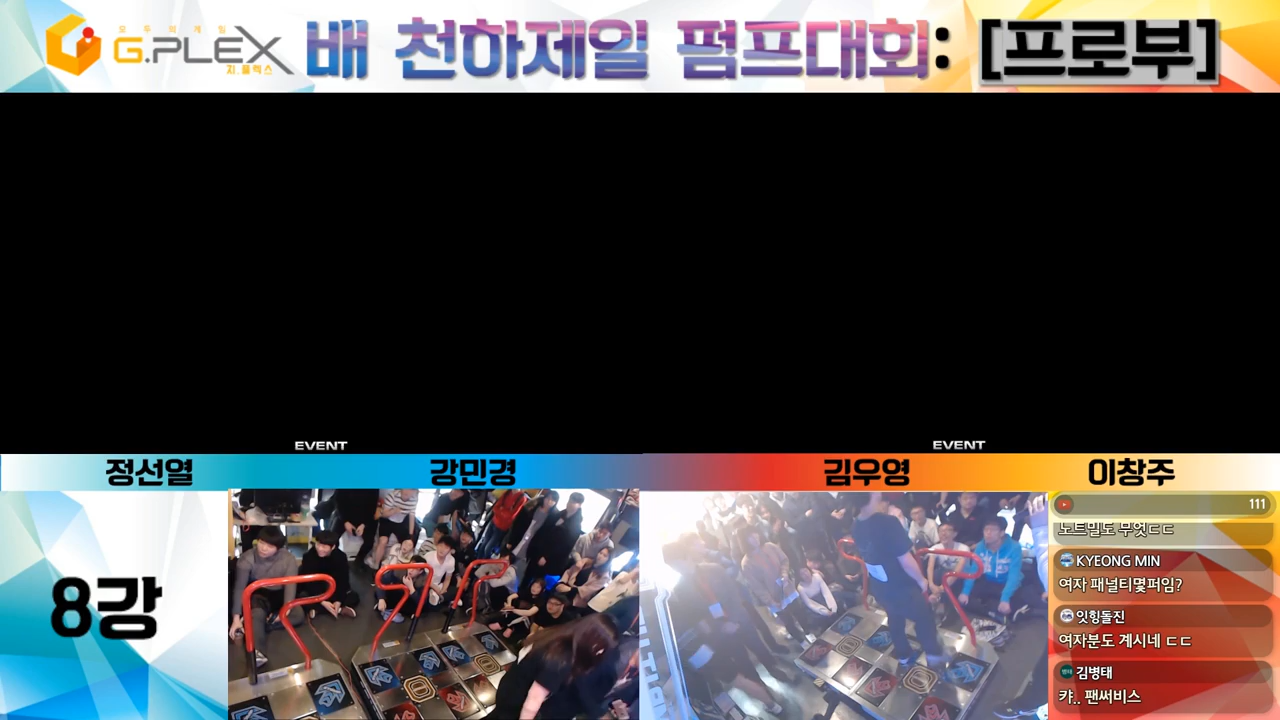 모두의게임
G.PLEX
지.플렉스
배 천하제일 펌프대회: [프로부]
EVENT
EVENT
정선열
강민경
김우영
이창주
8강
111
노트밀도 무엇ㄷㄷ
KYEONG MIN
여자 패널티몇퍼임?
잇힝돌진
여자분도 계시네 ㄷㄷ
김병태
캬.. 팬써비스